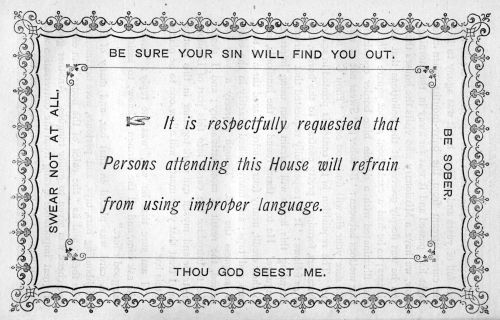 BE SURE YOUR SIN WILL FIND YOU OUT.
SWEAR NOT AT ALL.
☞ It is respectfully requested that
Persons attending this House will refrain
from using improper language.
BE SOBER.
THOU GOD SEEST ME.